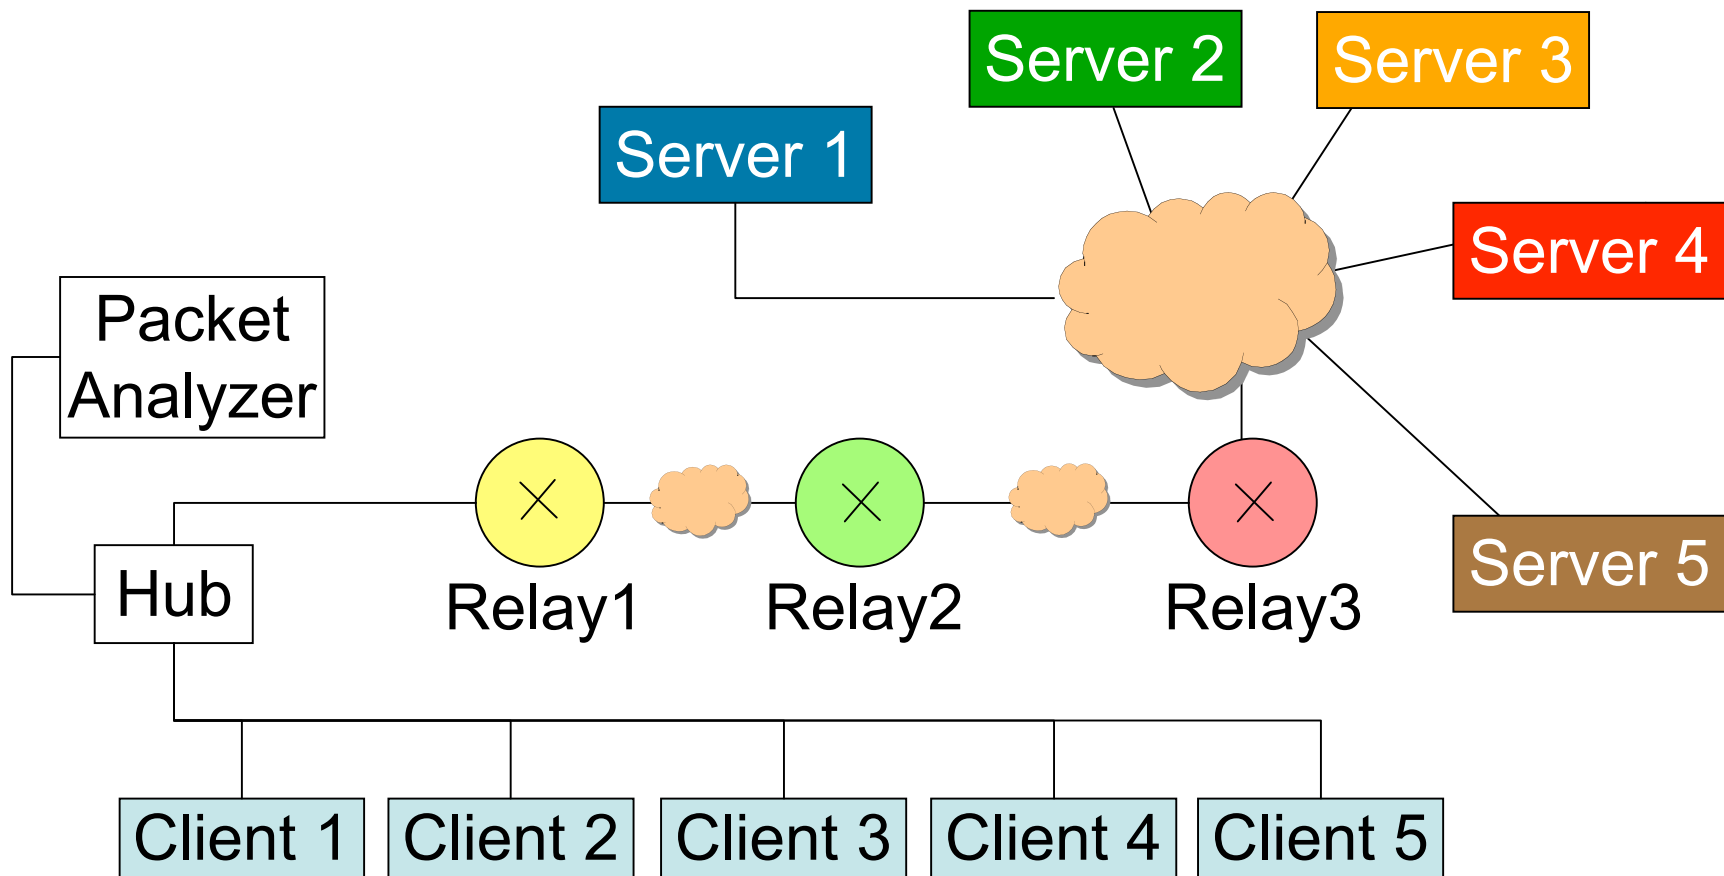 Server 2
Server 3
Server 1
Server 4
Packet
Analyzer
Server 5
Hub
Relay1
Relay2
Relay3
Client 1
Client 2
Client 3
Client 4
Client 5